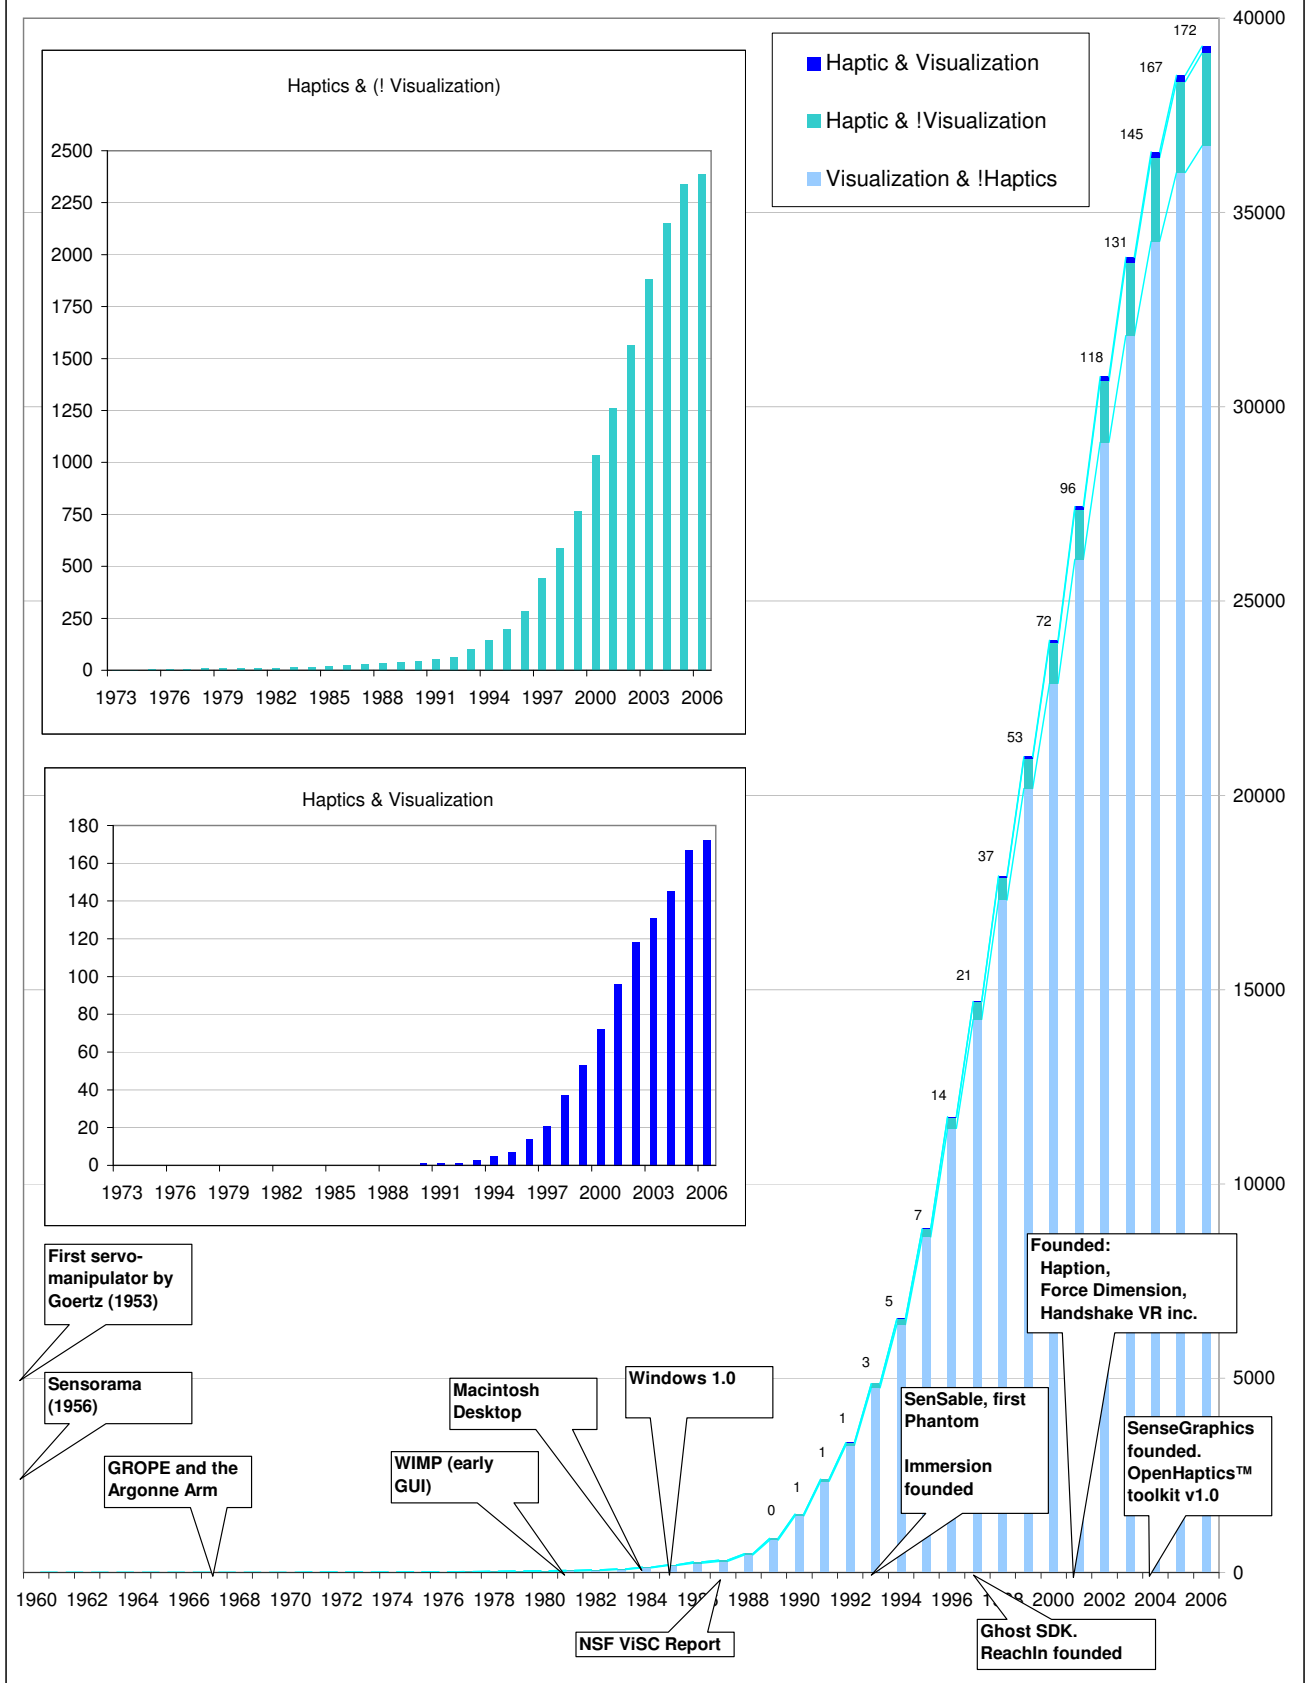 40000
172
Haptic & Visualization
Haptic & !Visualization
Visualization & !Haptics
Haptics & (! Visualization)
2500
2250
2000
1750
1500
1250
1000
750
500
250
0
1973 1976 1979 1982 1985 1988 1991 1994 1997 2000 2003 2006
167
145
35000
131
118
30000
96
25000
72
53
20000
37
15000
21
14
10000
7
5
5000
3
1
1
1
0
0
Haptics & Visualization
180
160
140
120
100
80
60
40
20
0
1973 1976 1979 1982 1985 1988 1991 1994 1997 2000 2003 2006
First servo-
manipulator by
Goertz (1953)
Sensorama
(1956)
GROPE and the
Argonne Arm
WIMP (early
GUI)
Macintosh
Desktop
Windows 1.0
Founded:
Haption,
Force Dimension,
Handshake VR inc.
SenSable, first
Phantom
Immersion
founded
SenseGraphics
founded.
OpenHaptics™
toolkit v1.0
1960 1962 1964 1966 1968 1970 1972 1974 1976 1978 1980 1982 1984 1986 1988 1990 1992 1994 1996 1998 2000 2002 2004 2006
NSF ViSC Report
Ghost SDK.
ReachIn founded